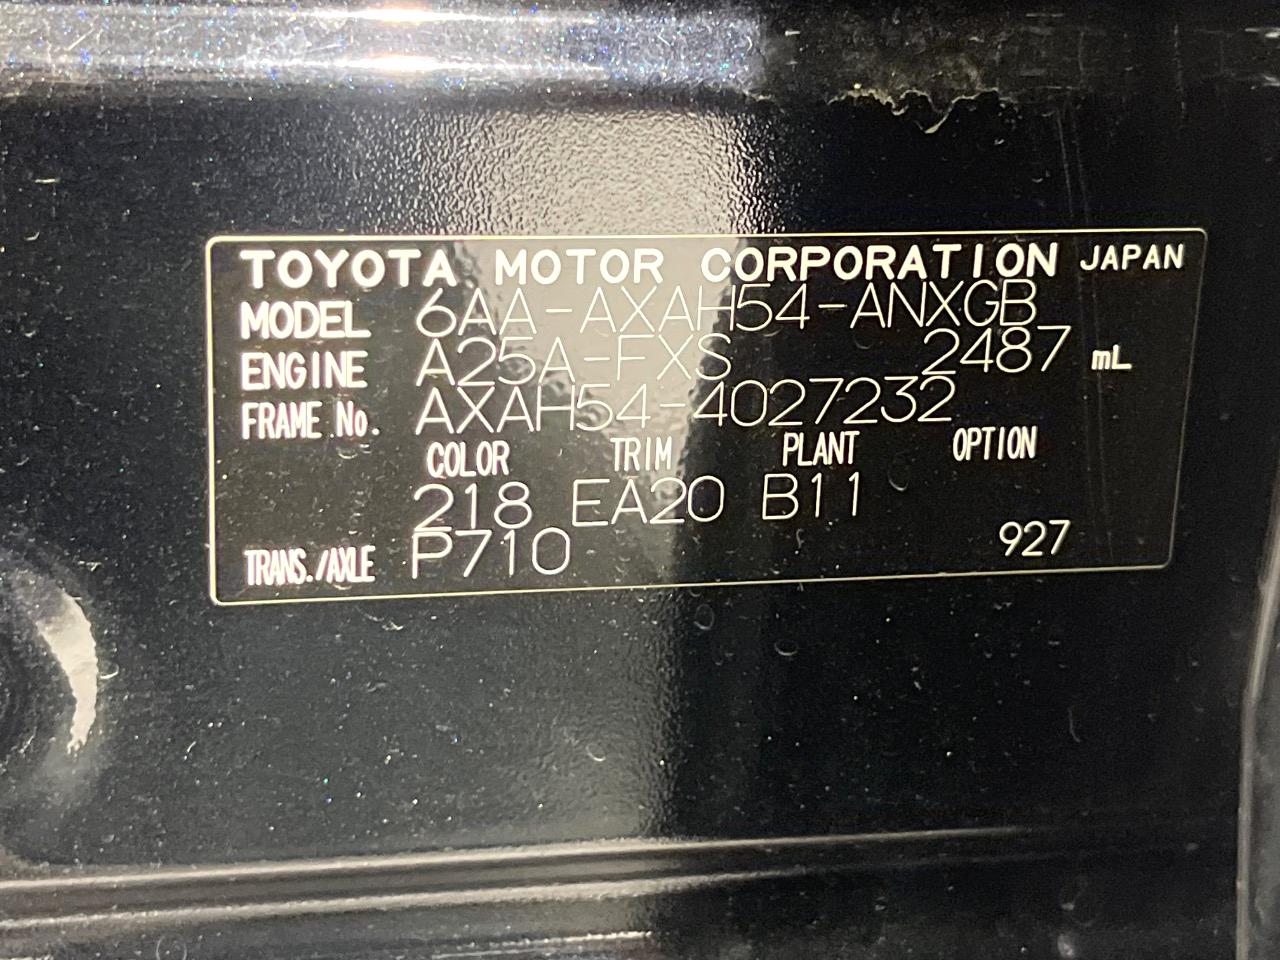 TOYOTA MOTOR CORPORATION JAPAN
MODEL 6AA-AXAH54-ANXGB
ENGINE A25A-FXS 2487 mL
FRAME No. AXAH54-4027232
COLOR TRIM PLANT OPTION
218 EA20 B11
TRANS./AXLE P710 927